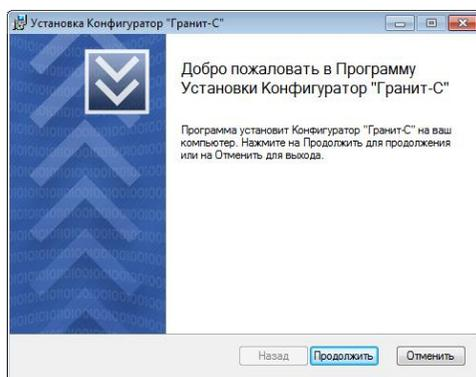 Установка Конфигуратор "Гранит-С"
Добро пожаловать в Программу
Установки Конфигуратор "Гранит-С"
Программа установит Конфигуратор "Гранит-С" на ваш
компьютер. Нажмите на Продолжить для продолжения
или на Отменить для выхода.
Назад Продолжить Отменить